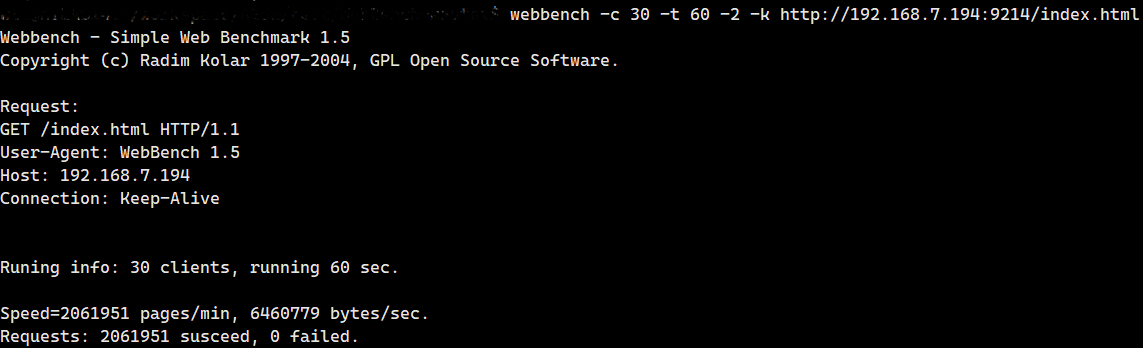 webbench -c 30 -t 60 -2 -k http://192.168.7.194:9214/index.html
Webbench - Simple Web Benchmark 1.5
Copyright (c) Radim Kolar 1997-2004, GPL Open Source Software.
Request:
GET /index.html HTTP/1.1
User-Agent: WebBench 1.5
Host: 192.168.7.194
Connection: Keep-Alive
Runing info: 30 clients, running 60 sec.
Speed=2061951 pages/min, 6460779 bytes/sec.
Requests: 2061951 susceed, 0 failed.